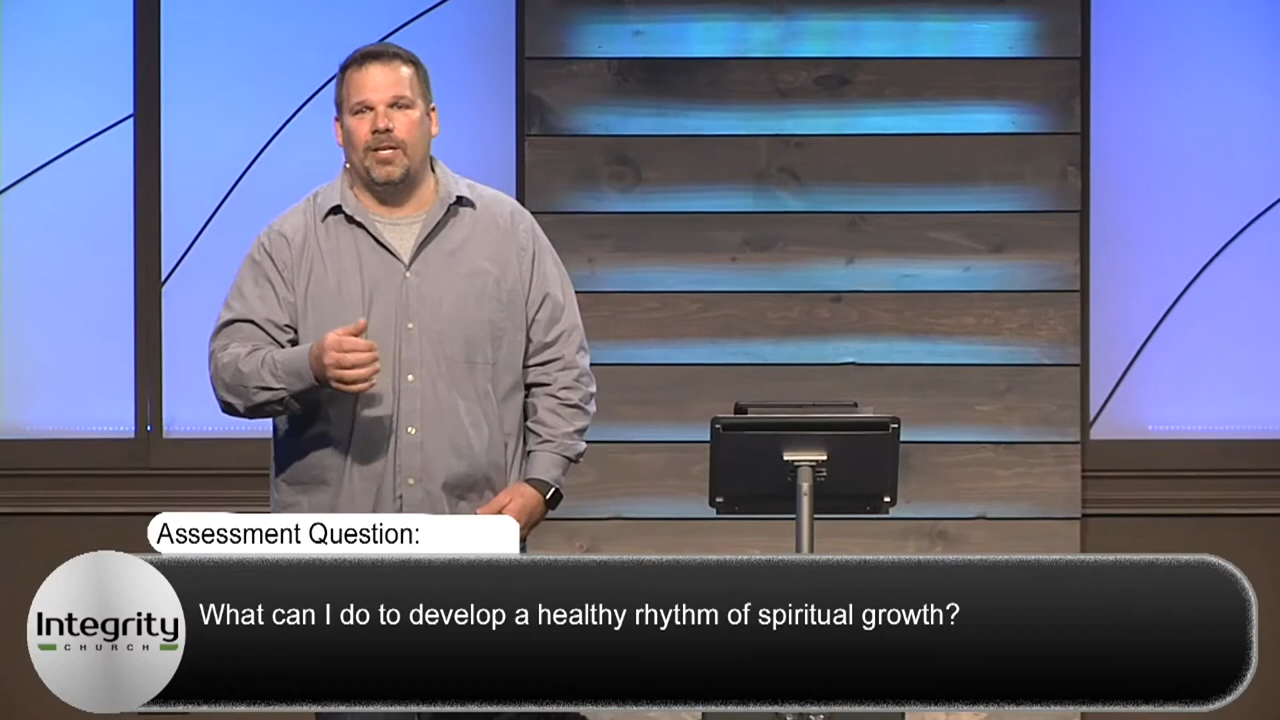 Assessment Question:
What can I do to develop a healthy rhythm of spiritual growth?
Integrity
CHURCH